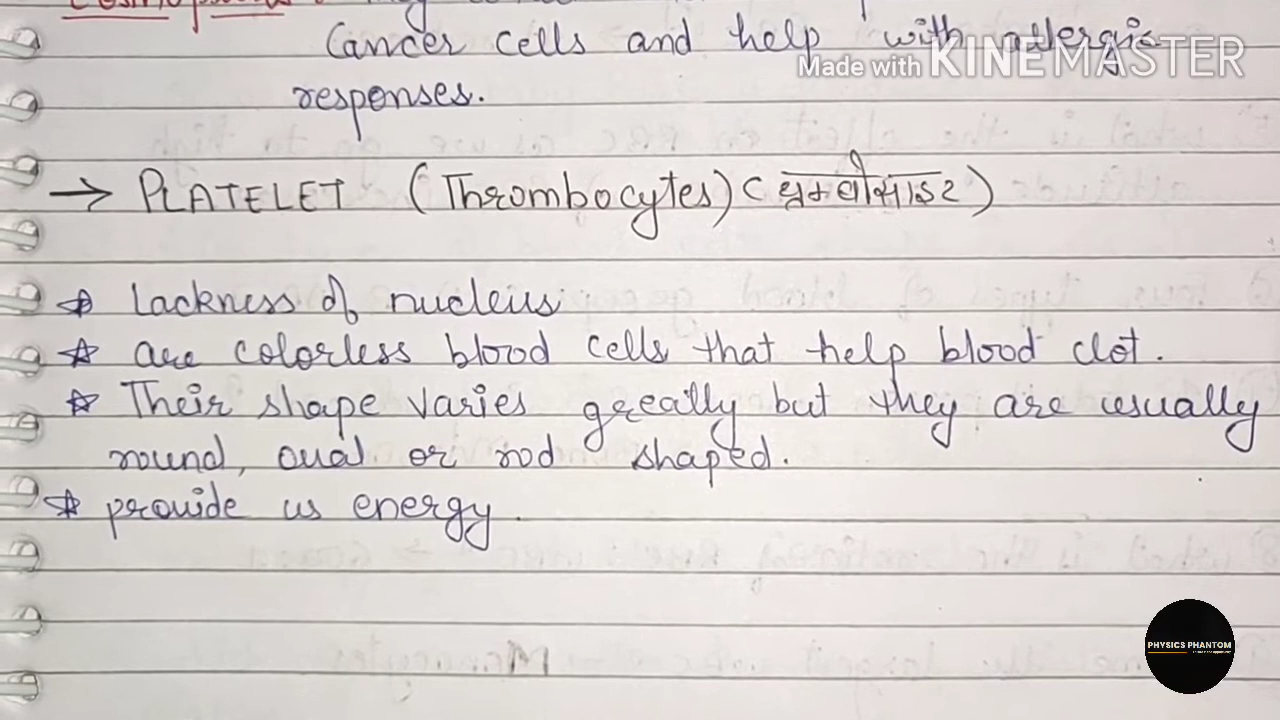 Cancer cells and help with allergic
Made with KINEMASTER
responses.
→ PLATELET (Thrombocytes) (थ्रम्बोसाइट)
☆ Lackness of nucleus
☆ are colorless blood cells that help blood clot.
☆ Their shape varies greatly but they are usually
round, oval or rod shaped.
☆ provide us energy.
PHYSICS PHANTOM